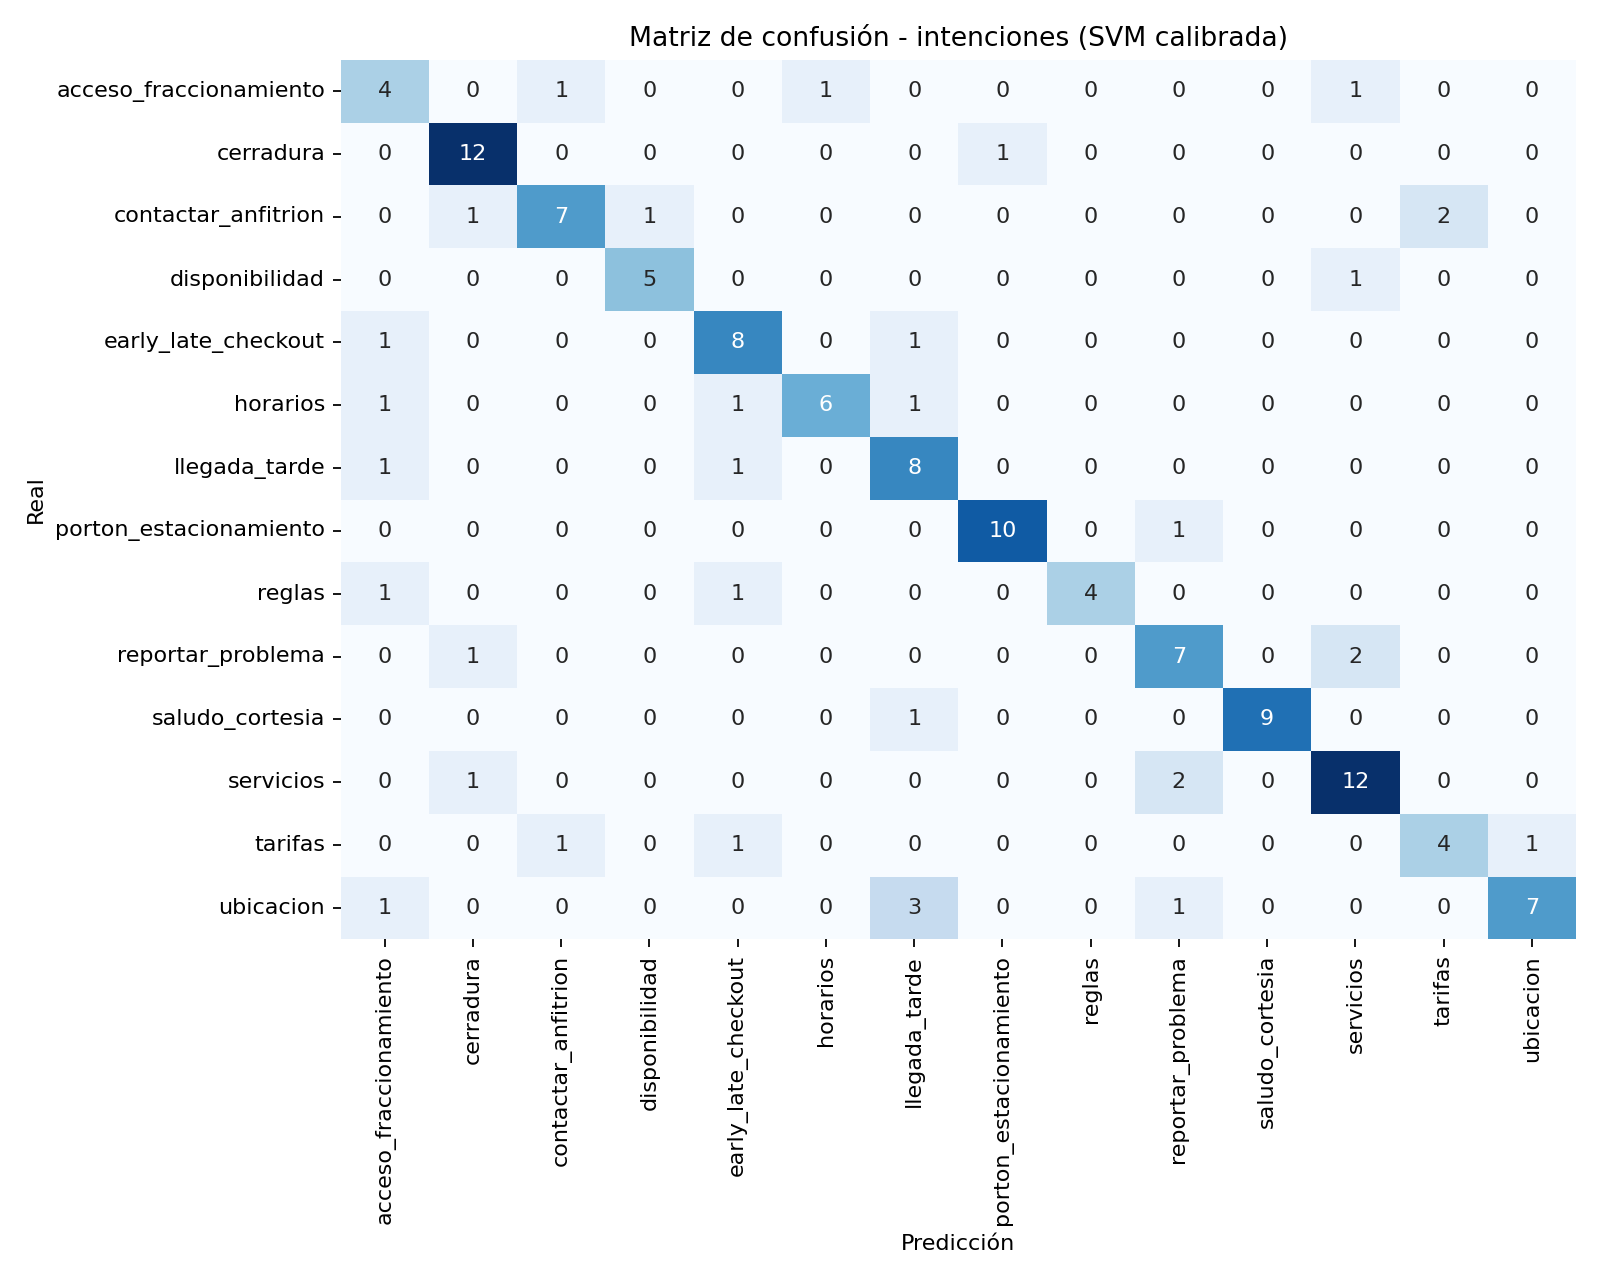 Matriz de confusión - intenciones (SVM calibrada)
acceso_fraccionamiento 4 0 1 0 0 1 0 0 0 0 0 1 0 0
cerradura 0 12 0 0 0 0 0 1 0 0 0 0 0 0
contactar_anfitrion 0 1 7 1 0 0 0 0 0 0 0 0 2 0
disponibilidad 0 0 0 5 0 0 0 0 0 0 0 1 0 0
early_late_checkout 1 0 0 0 8 0 1 0 0 0 0 0 0 0
horarios 1 0 0 0 1 6 1 0 0 0 0 0 0 0
llegada_tarde 1 0 0 0 1 0 8 0 0 0 0 0 0 0
Real
porton_estacionamiento 0 0 0 0 0 0 0 10 0 1 0 0 0 0
reglas 1 0 0 0 1 0 0 0 4 0 0 0 0 0
reportar_problema 0 1 0 0 0 0 0 0 0 7 0 2 0 0
saludo_cortesia 0 0 0 0 0 0 1 0 0 0 9 0 0 0
servicios 0 1 0 0 0 0 0 0 0 2 0 12 0 0
tarifas 0 0 1 0 1 0 0 0 0 0 0 0 4 1
ubicacion 1 0 0 0 0 0 3 0 0 1 0 0 0 7
acceso_fraccionamiento
cerradura
contactar_anfitrion
disponibilidad
early_late_checkout
horarios
llegada_tarde
porton_estacionamiento
reglas
reportar_problema
saludo_cortesia
servicios
tarifas
ubicacion
Predicción